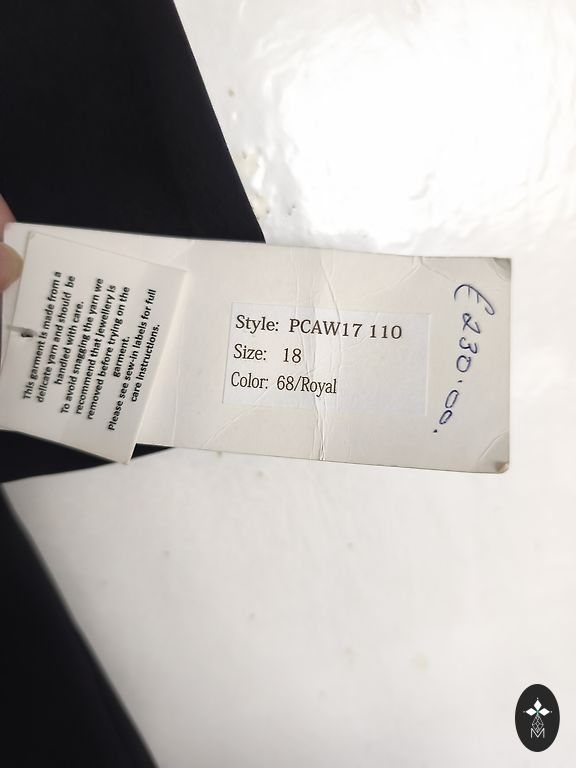 This garment is made from a
delicate yarn and should be
handled with care.
To avoid snagging the yarn we
recommend that jewellery is
removed before trying on the
garment.
Please see sew-in labels for full
care instructions.
Style: PCAW17 110
Size: 18
Color: 68/Royal
€230.00.
M